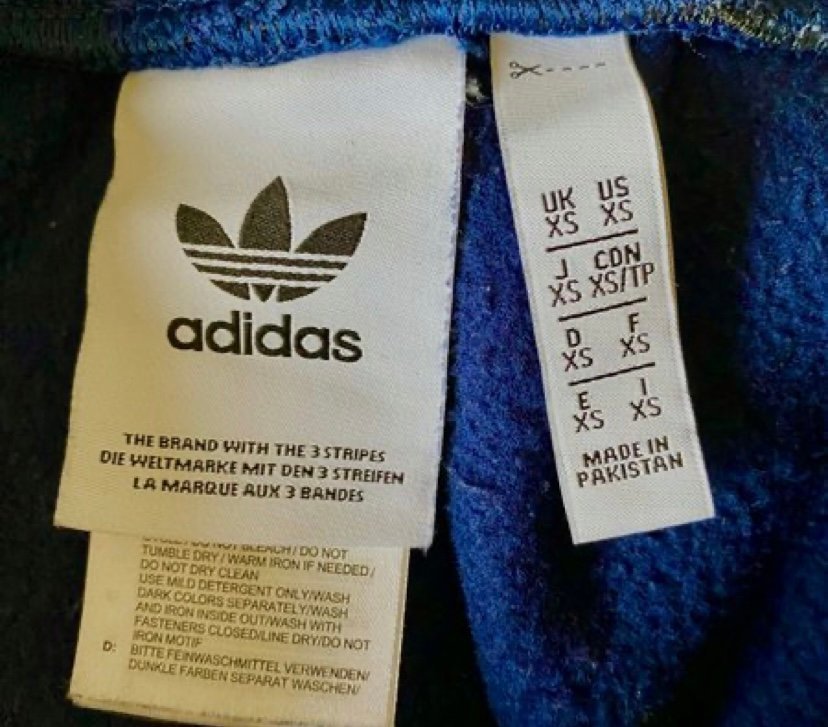 adidas
THE BRAND WITH THE 3 STRIPES
DIE WELTMARKE MIT DEN 3 STREIFEN
LA MARQUE AUX 3 BANDES
BLEACH/DO NOT
TUMBLE DRY/WARM IRON IF NEEDED/
DO NOT DRY CLEAN
USE MILD DETERGENT ONLY/WASH
DARK COLORS SEPARATELY/WASH
AND IRON INSIDE OUT/WASH WITH
FASTENERS CLOSED/LINE DRY/DO NOT
IRON MOTIF
D: BITTE FEINWASCHMITTEL VERWENDEN/
DUNKLE FARBEN SEPARAT WASCHEN/
UK US
XS XS
J CDN
XS XS/TP
D F
XS XS
E I
XS XS
MADE IN
PAKISTAN